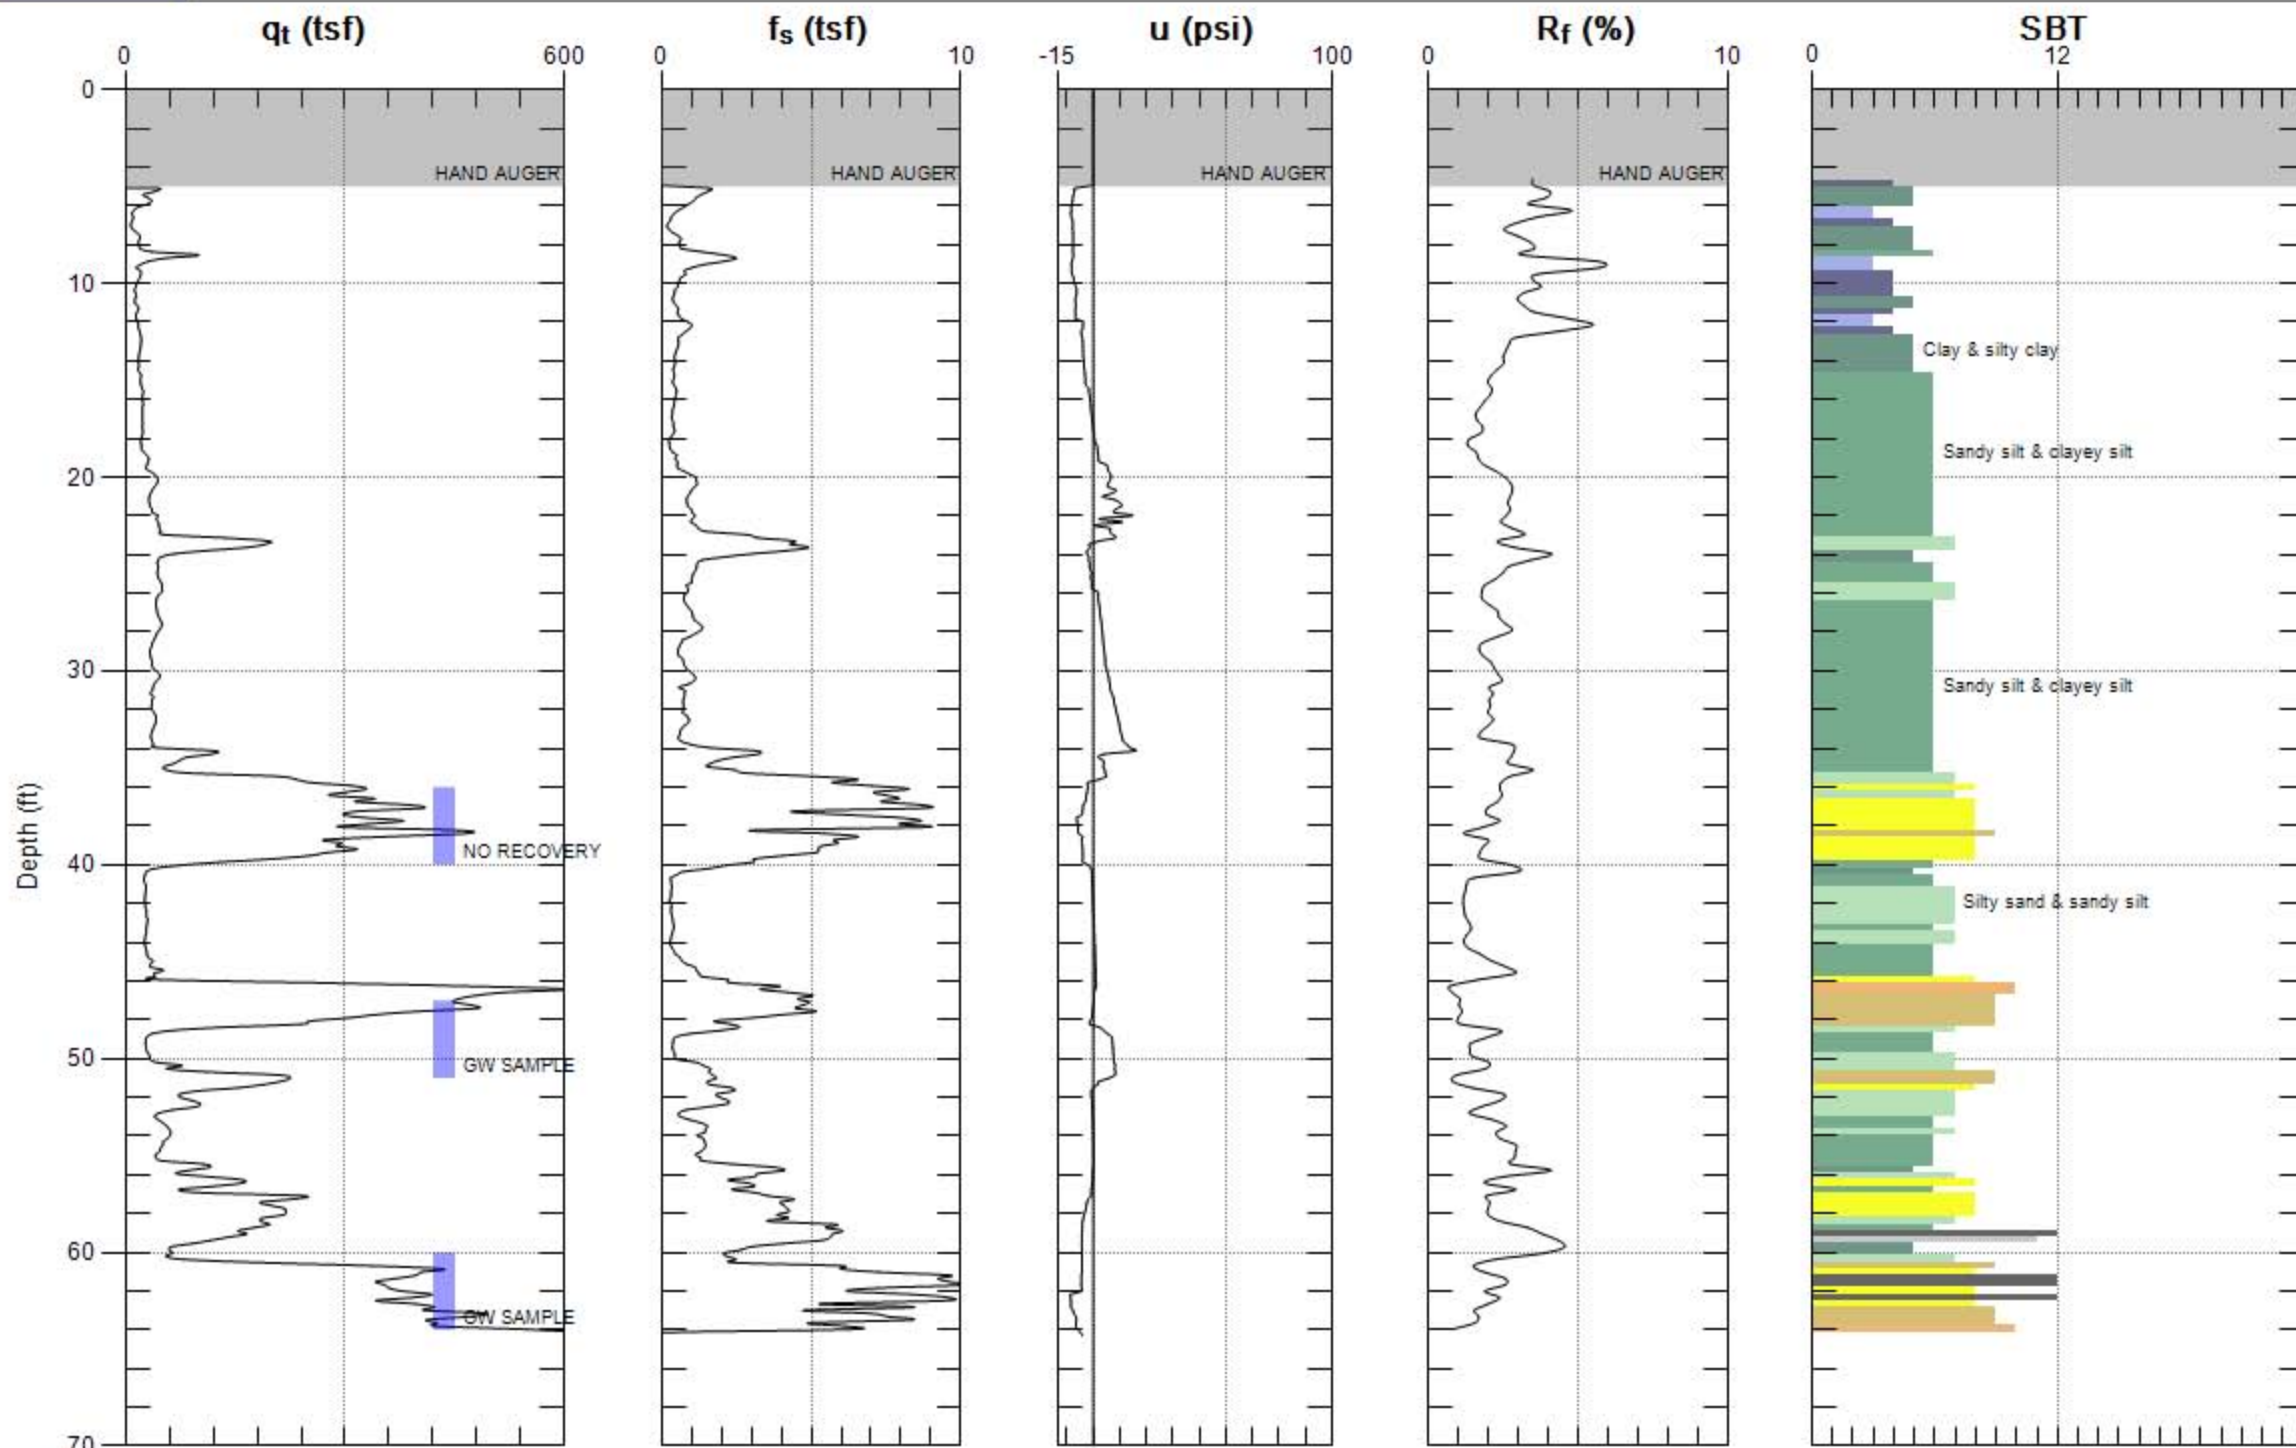 qt (tsf) fs (tsf) u (psi) Rf (%) SBT
0 600 0 10 -15 100 0 10 0 12
0
HAND AUGER HAND AUGER HAND AUGER HAND AUGER
10
Clay & silty clay
Sandy silt & clayey silt
20
30
Sandy silt & clayey silt
Depth (ft)
NO RECOVERY
40
Silty sand & sandy silt
50
GW SAMPLE
60
GW SAMPLE
70